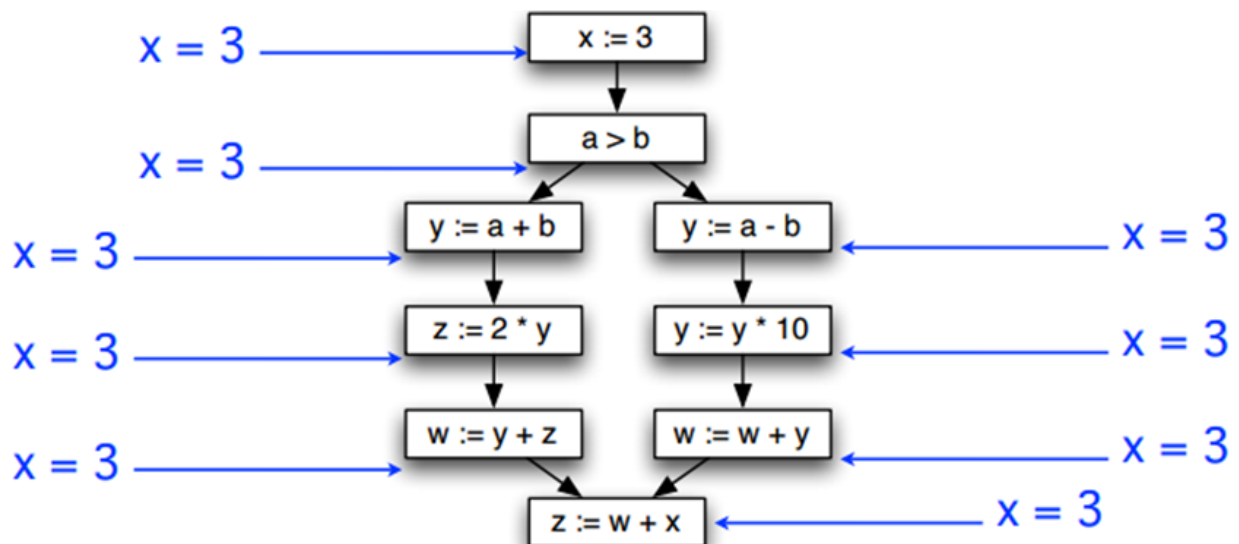 x = 3
x := 3
a > b
x = 3
y := a + b
y := a - b
x = 3
x = 3
z := 2 * y
y := y * 10
x = 3
x = 3
w := y + z
w := w + y
x = 3
x = 3
z := w + x
x = 3